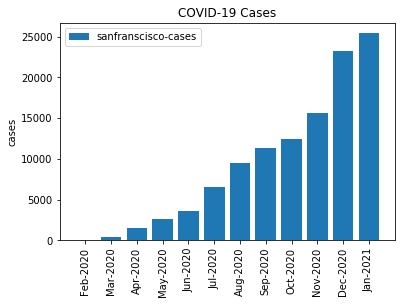 COVID-19 Cases
sanfranscisco-cases
cases
25000
20000
15000
10000
5000
0
Feb-2020
Mar-2020
Apr-2020
May-2020
Jun-2020
Jul-2020
Aug-2020
Sep-2020
Oct-2020
Nov-2020
Dec-2020
Jan-2021